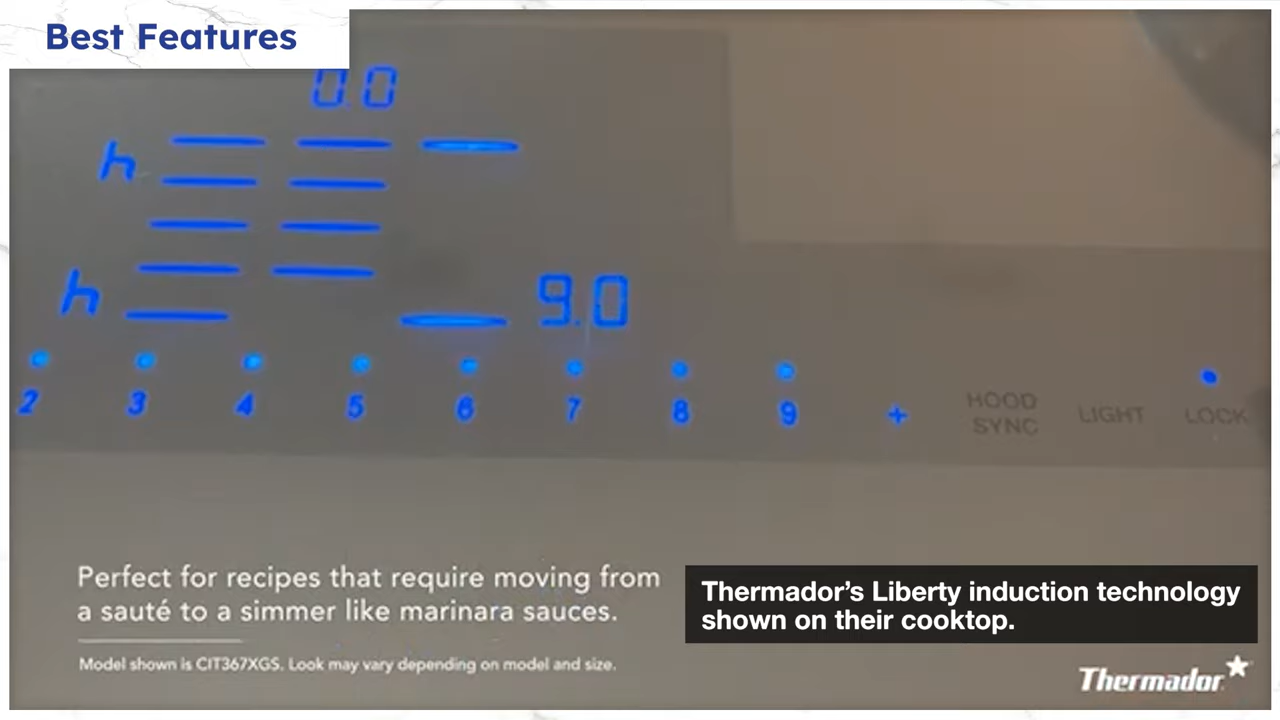 Best Features
0.0
h
h
9.0
2 3 4 5 6 7 8 9 +
HOOD SYNC LIGHT LOCK
Perfect for recipes that require moving from
a sauté to a simmer like marinara sauces.
Model shown is CIT367XGS. Look may vary depending on model and size.
Thermador’s Liberty induction technology
shown on their cooktop.
Thermador